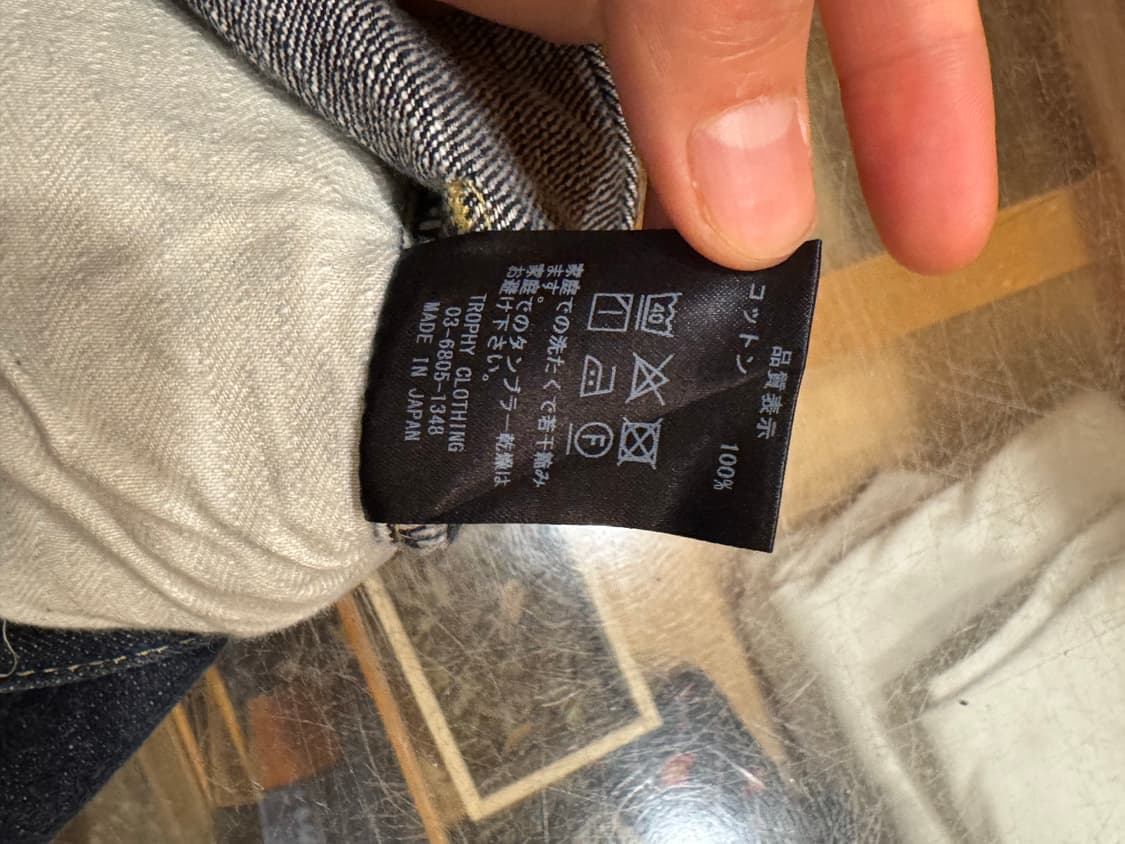 品質表示
コットン 100%
40
F
家庭での洗たくで若干縮み
ます。
家庭でのタンブラー乾燥は
お避け下さい。
TROPHY CLOTHING
03-6805-1348
MADE IN JAPAN